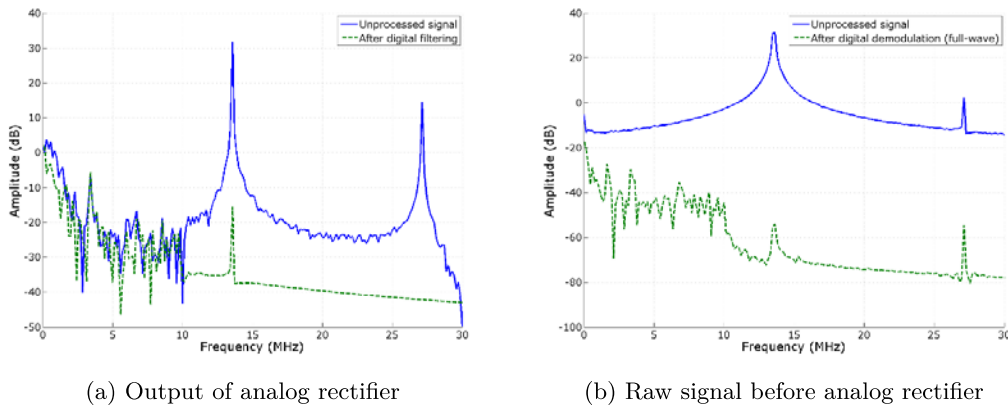 40
30
20
10
0
-10
-20
-30
-40
-50
Amplitude (dB)
0 5 10 15 20 25 30
Frequency (MHz)
Unprocessed signal
After digital filtering
(a) Output of analog rectifier
40
20
0
-20
-40
-60
-80
-100
Amplitude (dB)
0 5 10 15 20 25 30
Frequency (MHz)
Unprocessed signal
After digital demodulation (full-wave)
(b) Raw signal before analog rectifier